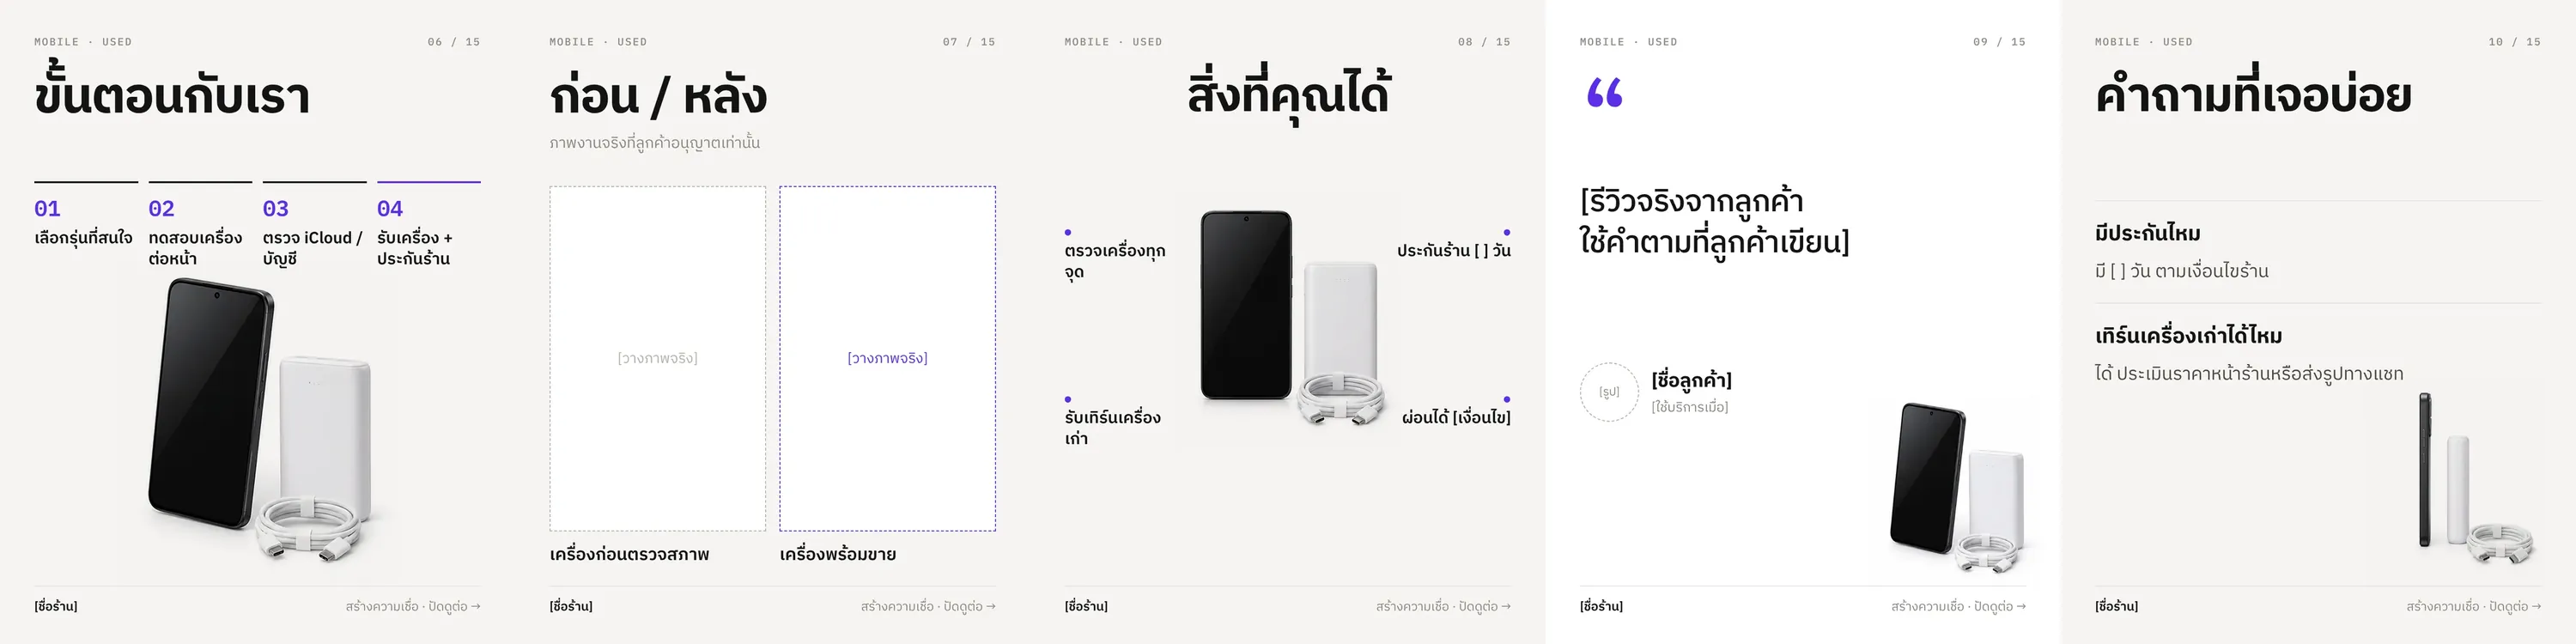 MOBILE · USED
06 / 15
ขั้นตอนกับเรา
01
เลือกรุ่นที่สนใจ
02
ทดสอบเครื่อง
ต่อหน้า
03
ตรวจ iCloud /
บัญชี
04
รับเครื่อง +
ประกันร้าน
[ชื่อร้าน]
สร้างความเชื่อ · ปัดดูต่อ →
MOBILE · USED
07 / 15
ก่อน / หลัง
ภาพงานจริงที่ลูกค้าอนุญาตเท่านั้น
[วางภาพจริง]
[วางภาพจริง]
เครื่องก่อนตรวจสภาพ
เครื่องพร้อมขาย
[ชื่อร้าน]
สร้างความเชื่อ · ปัดดูต่อ →
MOBILE · USED
08 / 15
สิ่งที่คุณได้
ตรวจเครื่องทุก
จุด
ประกันร้าน [ ] วัน
รับเทิร์นเครื่อง
เก่า
ผ่อนได้ [เงื่อนไข]
[ชื่อร้าน]
สร้างความเชื่อ · ปัดดูต่อ →
MOBILE · USED
09 / 15
“
[รีวิวจริงจากลูกค้า
ใช้คำตามที่ลูกค้าเขียน]
[รูป]
[ชื่อลูกค้า]
[ใช้บริการเมื่อ]
[ชื่อร้าน]
สร้างความเชื่อ · ปัดดูต่อ →
MOBILE · USED
10 / 15
คำถามที่เจอบ่อย
มีประกันไหม
มี [ ] วัน ตามเงื่อนไขร้าน
เทิร์นเครื่องเก่าได้ไหม
ได้ ประเมินราคาหน้าร้านหรือส่งรูปทางแชท
[ชื่อร้าน]
สร้างความเชื่อ · ปัดดูต่อ →